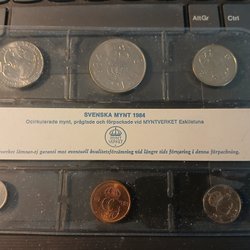 AltGr
Ctrl
SVENSKA MYNT 1984
Ocirkulerade mynt, präglade och förpackade vid MYNTVERKET Eskilstuna
lämnar ej garanti mot eventuell kvalitetsförsämring vid längre tids förvaring i denna förpackning.